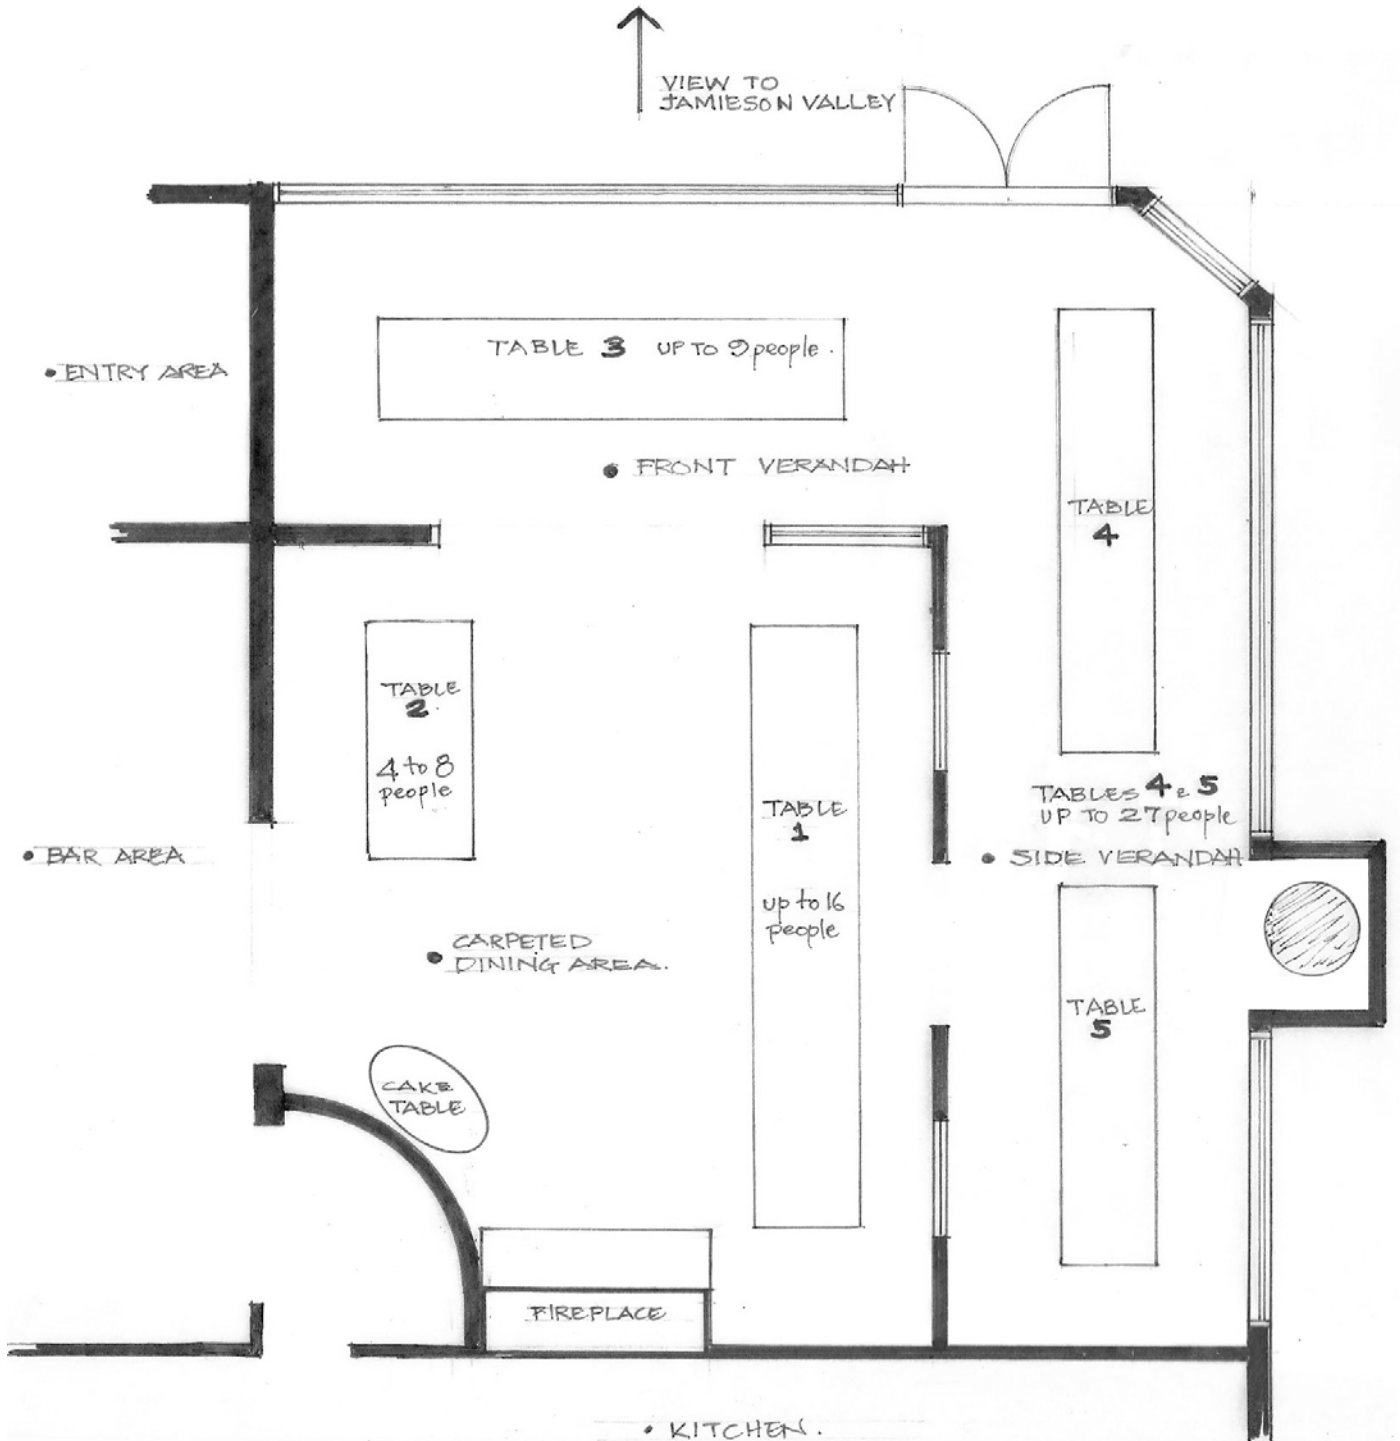 VIEW TO
JAMIESON VALLEY
TABLE 3 UP TO 9 people.
• ENTRY AREA
• FRONT VERANDAH
TABLE
4
TABLE
2.
4 to 8
people
TABLE
1
up to 16
people
TABLES 4 & 5
UP TO 27 people
• SIDE VERANDAH
• BAR AREA
• CARPETED
DINING AREA.
TABLE
5
CAKE
TABLE
FIREPLACE
• KITCHEN.